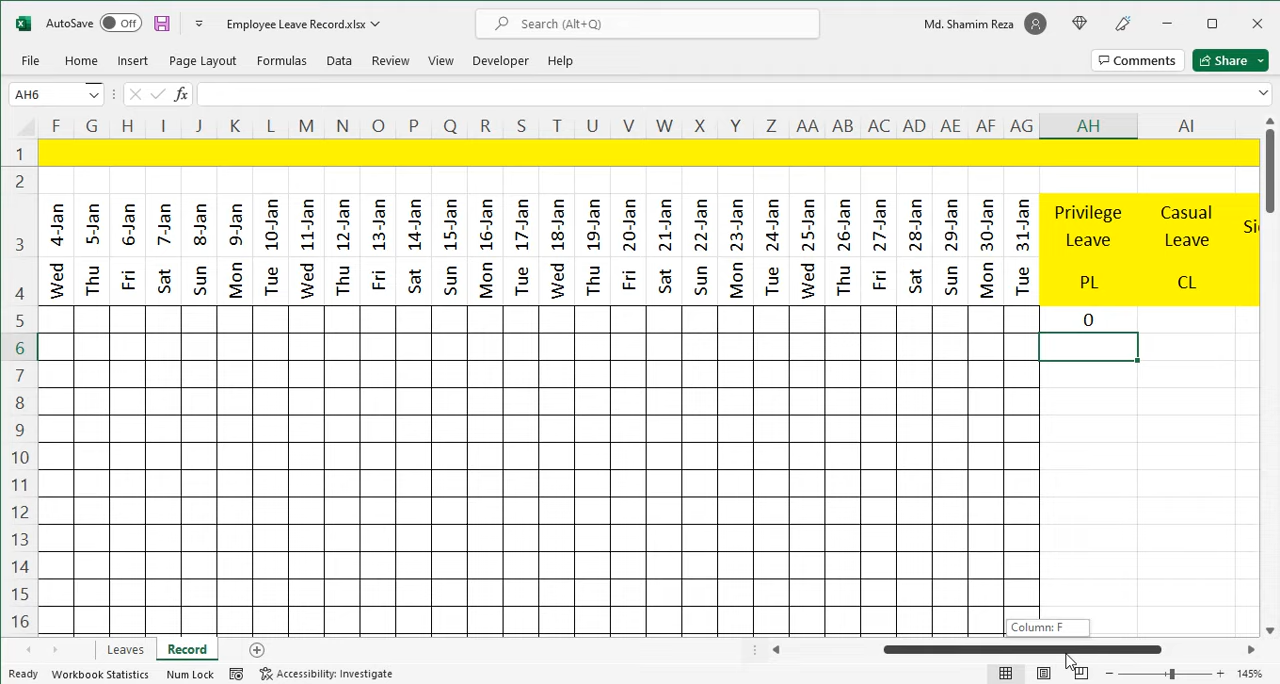 AutoSave Off Employee Leave Record.xlsx Search (Alt+Q) Md. Shamim Reza
File Home Insert Page Layout Formulas Data Review View Developer Help Comments Share
AH6 fx
F G H I J K L M N O P Q R S T U V W X Y Z AA AB AC AD AE AF AG AH AI
1
2
3 4-Jan 5-Jan 6-Jan 7-Jan 8-Jan 9-Jan 10-Jan 11-Jan 12-Jan 13-Jan 14-Jan 15-Jan 16-Jan 17-Jan 18-Jan 19-Jan 20-Jan 21-Jan 22-Jan 23-Jan 24-Jan 25-Jan 26-Jan 27-Jan 28-Jan 29-Jan 30-Jan 31-Jan Privilege Leave Casual Leave
4 Wed Thu Fri Sat Sun Mon Tue Wed Thu Fri Sat Sun Mon Tue Wed Thu Fri Sat Sun Mon Tue Wed Thu Fri Sat Sun Mon Tue PL CL
5 0
6
7
8
9
10
11
12
13
14
15
16
Column: F
Leaves Record
Ready Workbook Statistics Num Lock Accessibility: Investigate 145%